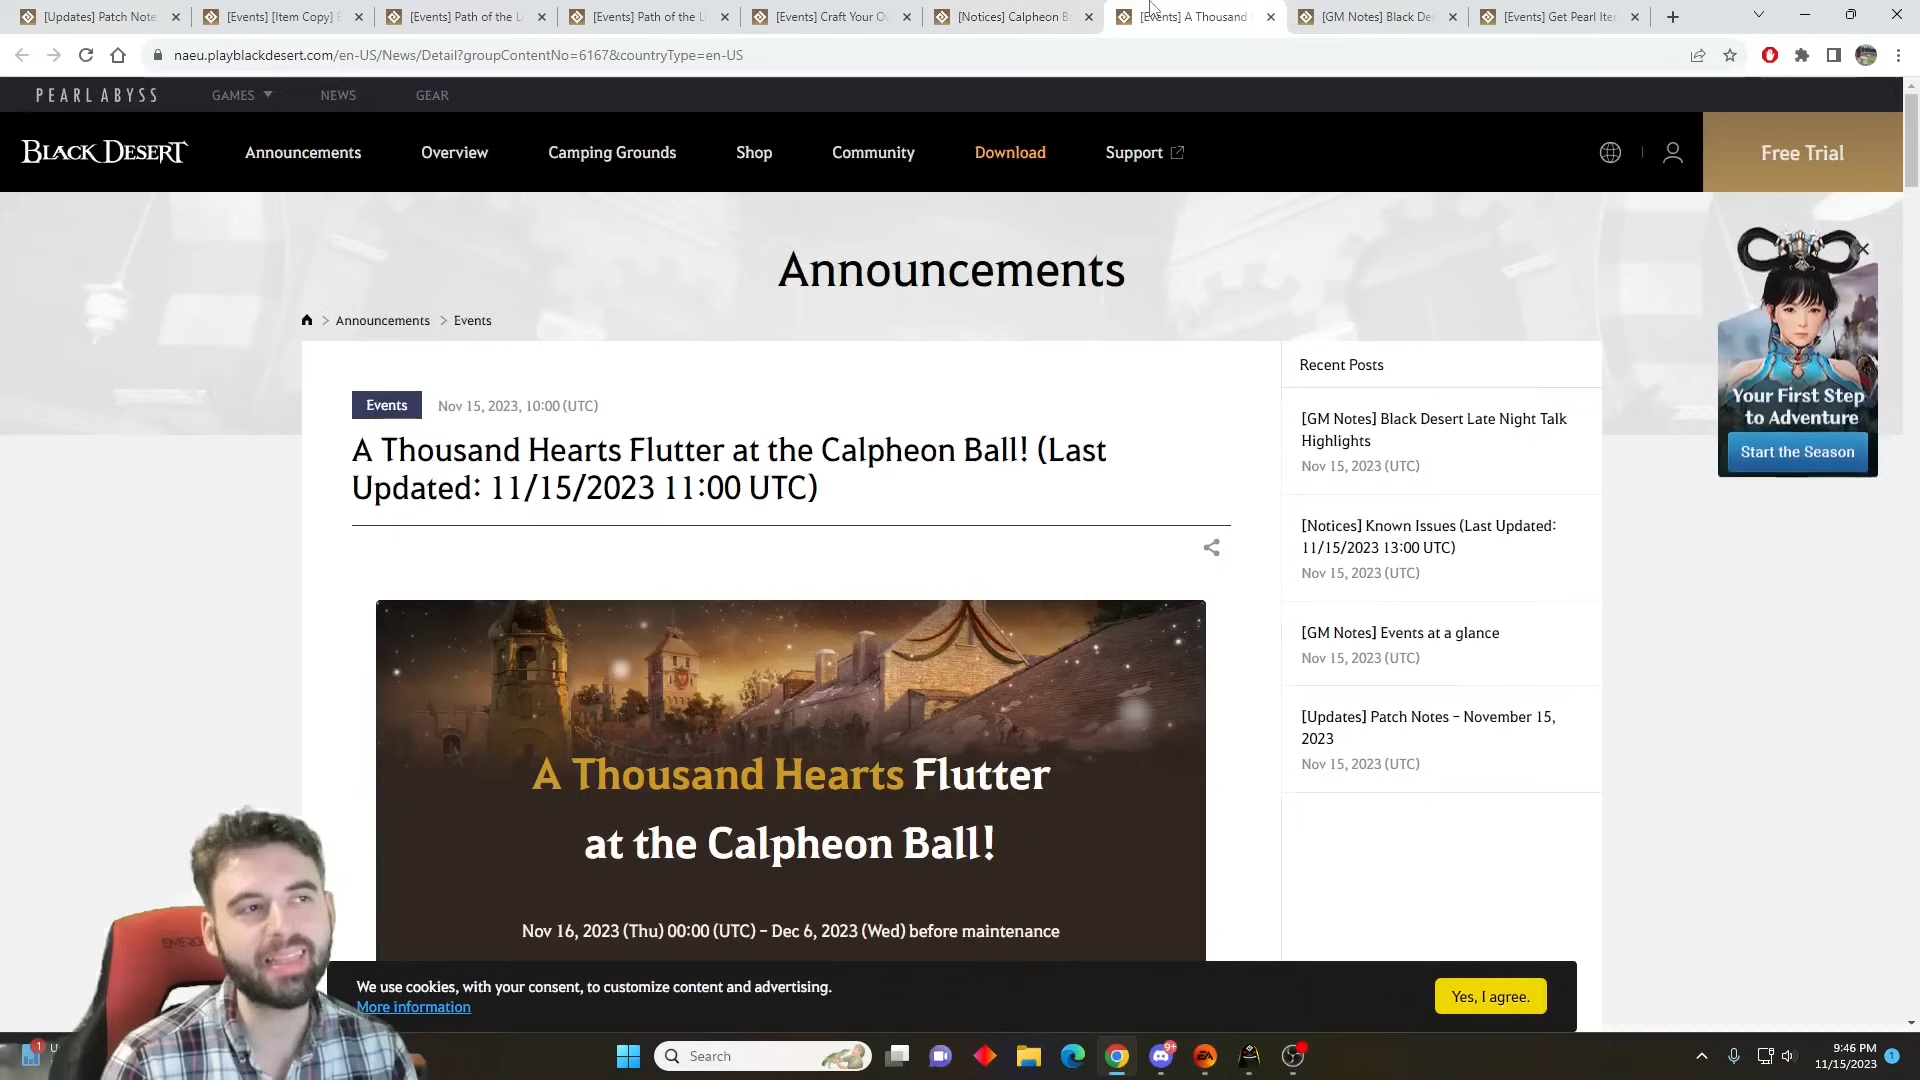 [Updates] Patch Note
[Events] [Item Copy]
[Events] Path of the
[Events] Path of the
[Events] Craft Your O
[Notices] Calpheon B
[Events] A Thousand
[GM Notes] Black De
[Events] Get Pearl Ite
naeu.playblackdesert.com/en-US/News/Detail?groupContentNo=6167&countryType=en-US
PEARL ABYSS
GAMES
NEWS
GEAR
BLACK DESERT
Announcements
Overview
Camping Grounds
Shop
Community
Download
Support
Free Trial
Announcements
Announcements > Events
Events
Nov 15, 2023, 10:00 (UTC)
A Thousand Hearts Flutter at the Calpheon Ball! (Last
Updated: 11/15/2023 11:00 UTC)
A Thousand Hearts Flutter
at the Calpheon Ball!
Nov 16, 2023 (Thu) 00:00 (UTC) – Dec 6, 2023 (Wed) before maintenance
Recent Posts
[GM Notes] Black Desert Late Night Talk
Highlights
Nov 15, 2023 (UTC)
[Notices] Known Issues (Last Updated:
11/15/2023 13:00 UTC)
Nov 15, 2023 (UTC)
[GM Notes] Events at a glance
Nov 15, 2023 (UTC)
[Updates] Patch Notes – November 15,
2023
Nov 15, 2023 (UTC)
Your First Step
to Adventure
Start the Season
We use cookies, with your consent, to customize content and advertising.
More information
Yes, I agree.
1
Search
9+
EA
9:46 PM
11/15/2023
1